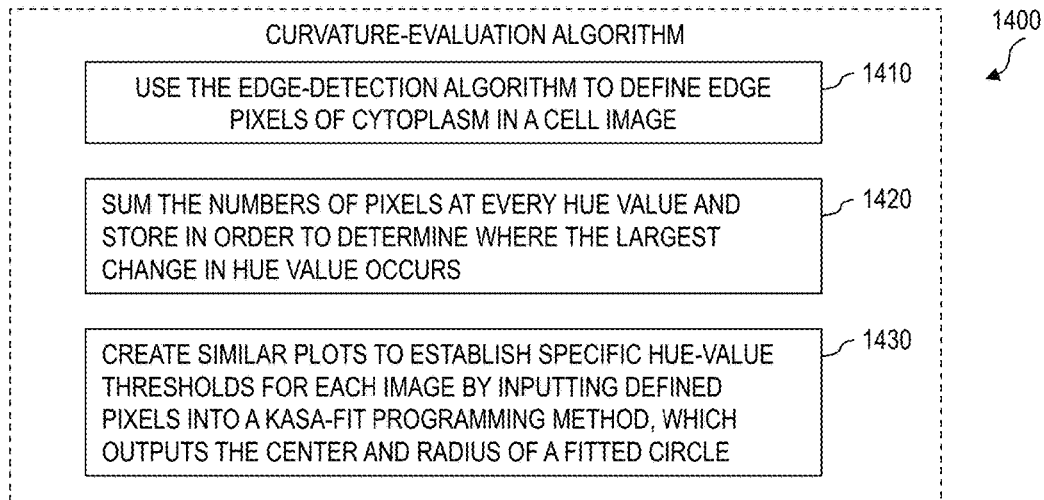 CURVATURE-EVALUATION ALGORITHM
1400
USE THE EDGE-DETECTION ALGORITHM TO DEFINE EDGE
PIXELS OF CYTOPLASM IN A CELL IMAGE
1410
SUM THE NUMBERS OF PIXELS AT EVERY HUE VALUE AND
STORE IN ORDER TO DETERMINE WHERE THE LARGEST
CHANGE IN HUE VALUE OCCURS
1420
CREATE SIMILAR PLOTS TO ESTABLISH SPECIFIC HUE-VALUE
THRESHOLDS FOR EACH IMAGE BY INPUTTING DEFINED
PIXELS INTO A KASA-FIT PROGRAMMING METHOD, WHICH
OUTPUTS THE CENTER AND RADIUS OF A FITTED CIRCLE
1430